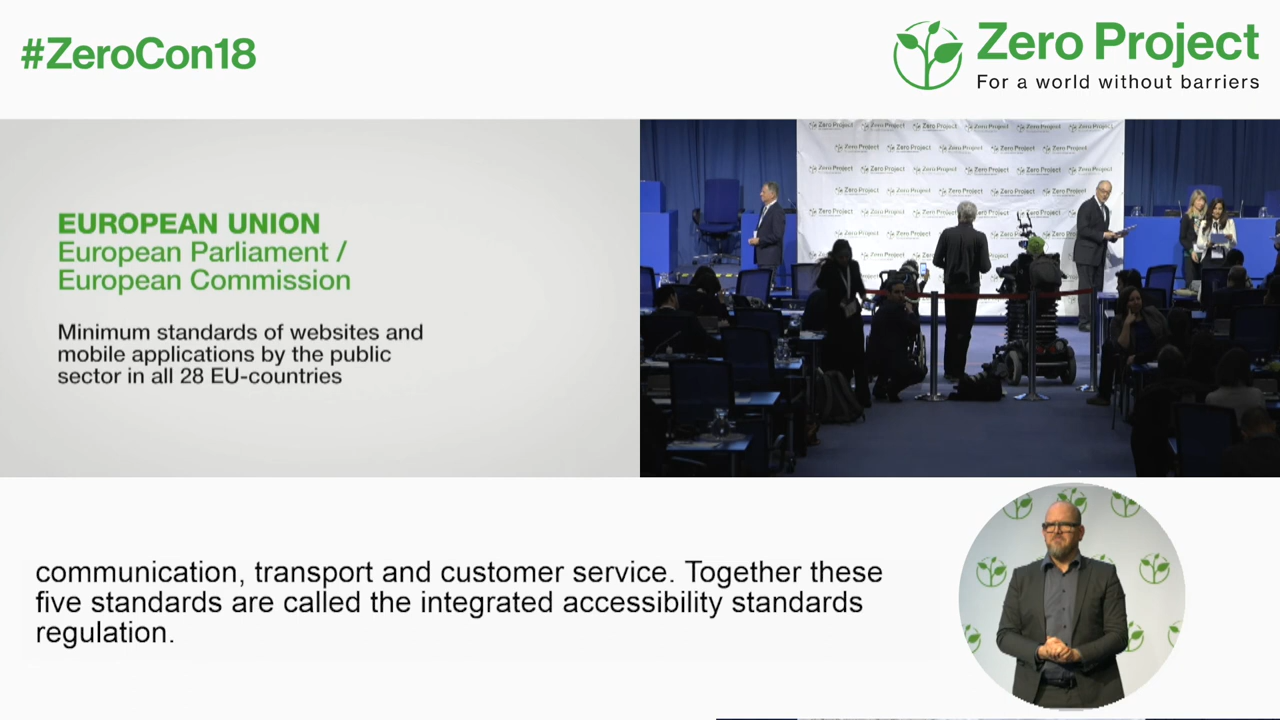 #ZeroCon18
Zero Project
For a world without barriers
EUROPEAN UNION
European Parliament /
European Commission
Minimum standards of websites and
mobile applications by the public
sector in all 28 EU-countries
communication, transport and customer service. Together these
five standards are called the integrated accessibility standards
regulation.